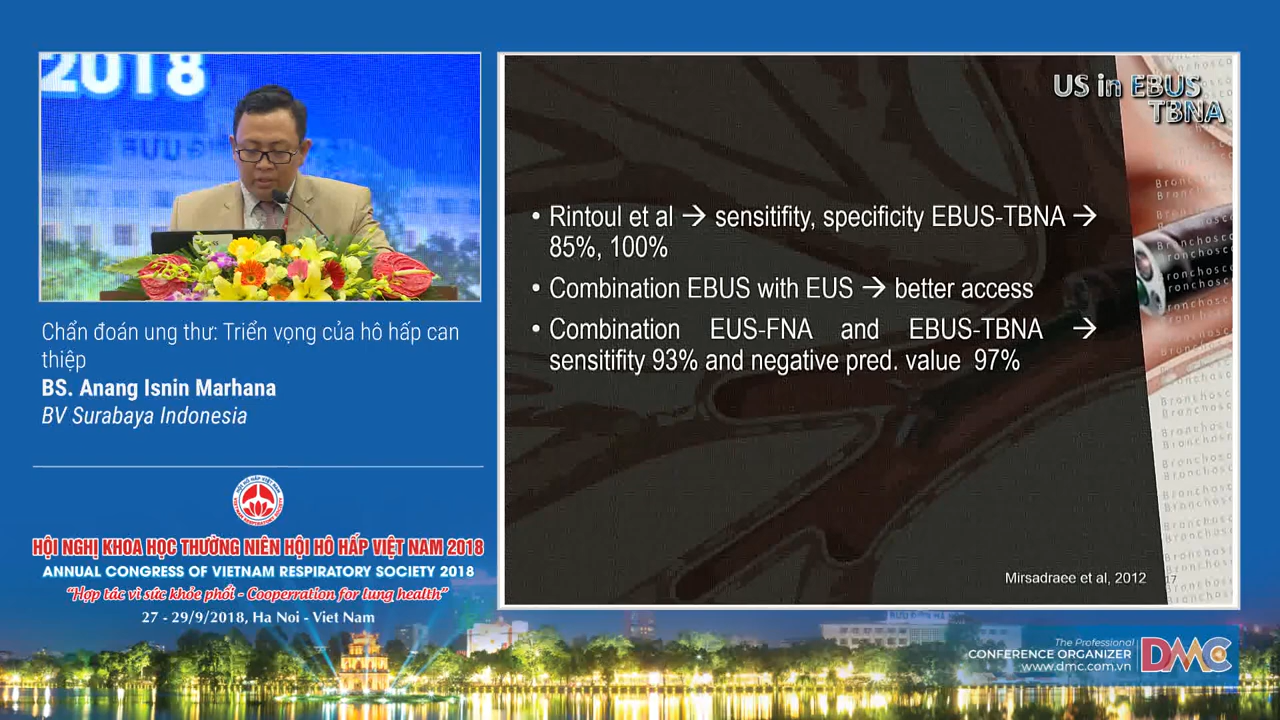 2018
BƯU ĐIỆN
Chẩn đoán ung thư: Triển vọng của hô hấp can
thiệp
BS. Anang Isnin Marhana
BV Surabaya Indonesia
HỘI NGHỊ KHOA HỌC THƯỜNG NIÊN HỘI HÔ HẤP VIỆT NAM 2018
ANNUAL CONGRESS OF VIETNAM RESPIRATORY SOCIETY 2018
“Hợp tác vì sức khỏe phổi - Cooperration for lung health”
27 - 29/9/2018, Ha Noi - Viet Nam
US in EBUS
TBNA
• Rintoul et al → sensitifity, specificity EBUS-TBNA →
85%, 100%
• Combination EBUS with EUS → better access
• Combination EUS-FNA and EBUS-TBNA →
sensitifity 93% and negative pred. value 97%
Mirsadraee et al, 2012
17
The Professional
CONFERENCE ORGANIZER
www.dmc.com.vn
DMC